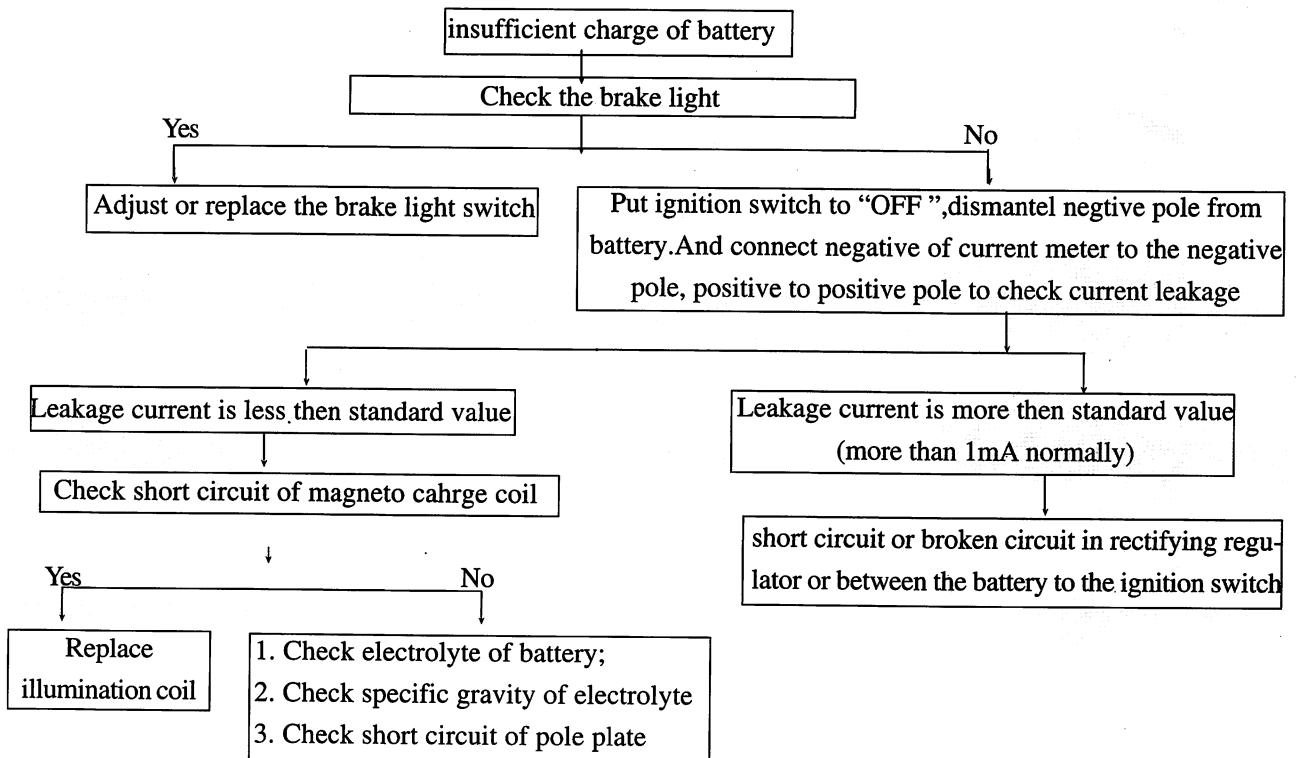 insufficient charge of battery
Check the brake light
Yes
No
Adjust or replace the brake light switch
Put ignition switch to “OFF ”,dismantel negtive pole from
battery.And connect negative of current meter to the negative
pole, positive to positive pole to check current leakage
Leakage current is less then standard value
Leakage current is more then standard value
(more than 1mA normally)
Check short circuit of magneto cahrge coil
short circuit or broken circuit in rectifying regu-
lator or between the battery to the ignition switch
Yes
No
Replace
illumination coil
1. Check electrolyte of battery;
2. Check specific gravity of electrolyte
3. Check short circuit of pole plate